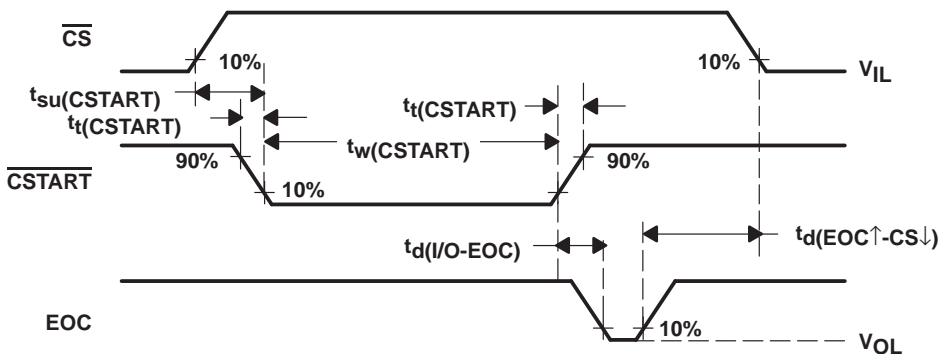 CS
10%
10%
VIL
tsu(CSTART)
tt(CSTART)
tt(CSTART)
tw(CSTART)
90%
90%
CSTART
10%
td(I/O-EOC)
td(EOC↑-CS↓)
EOC
10%
VOL